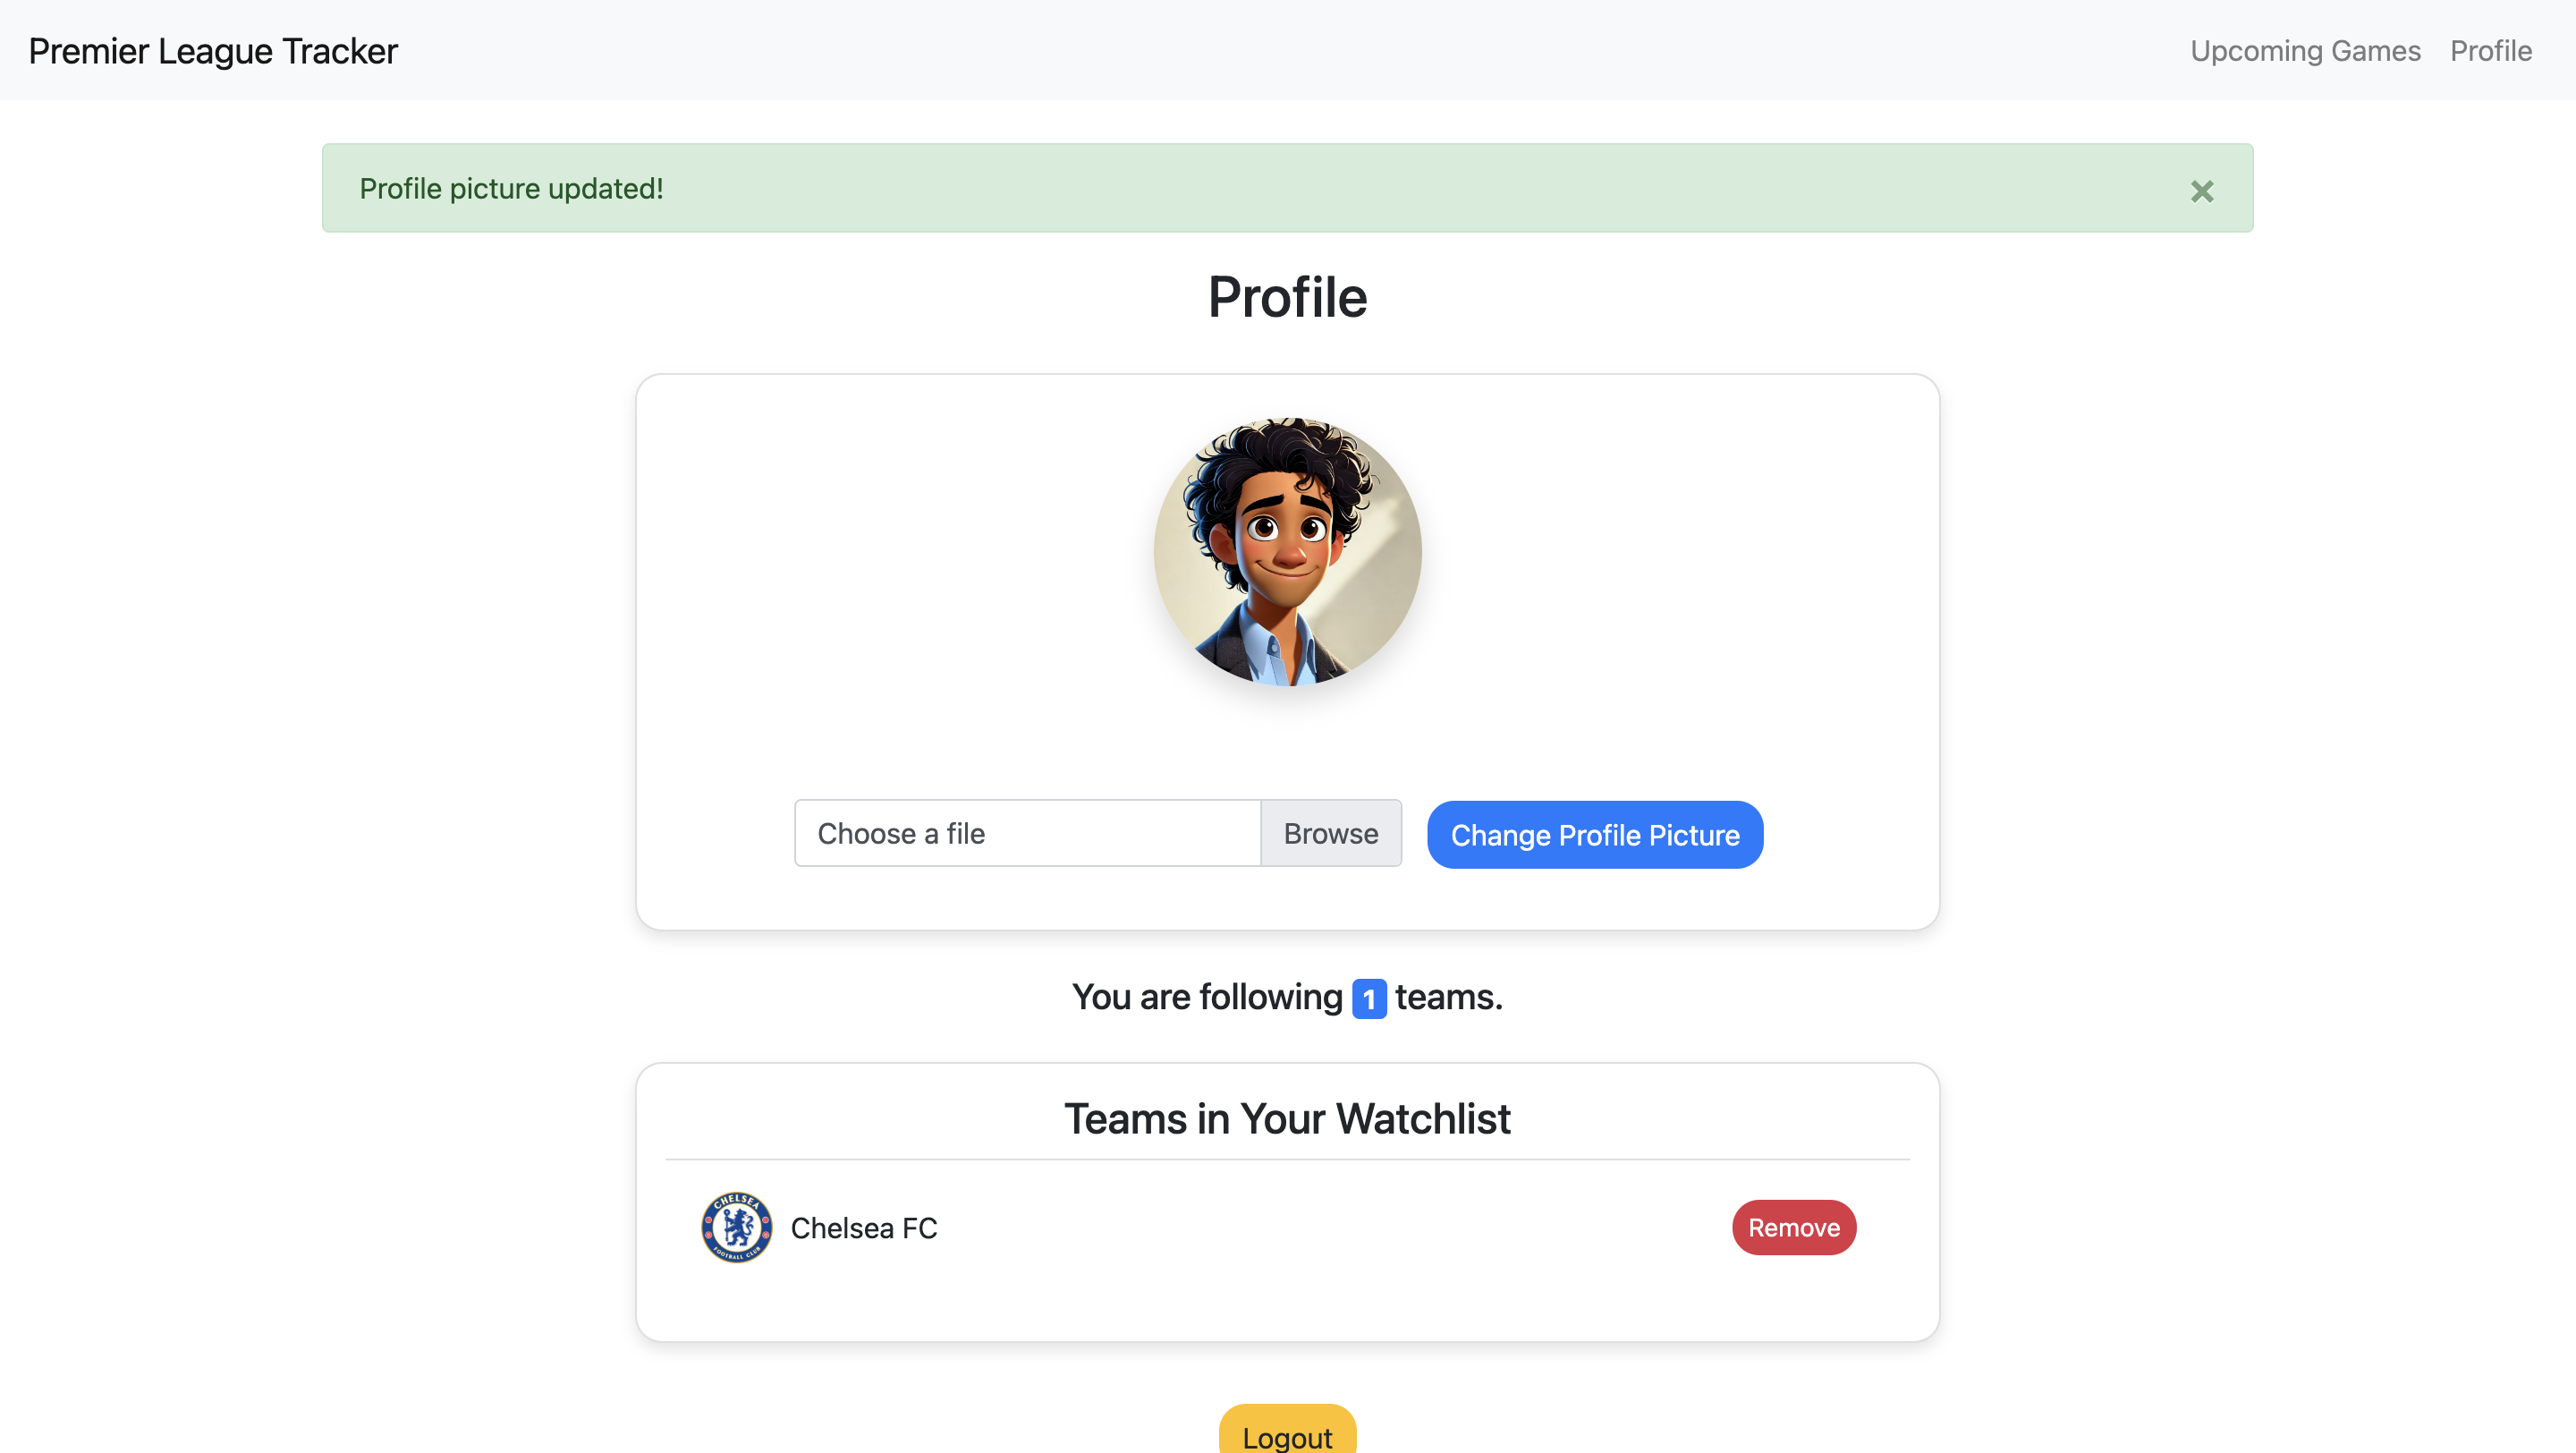 Premier League Tracker Upcoming Games Profile
Profile picture updated! ×
Profile
Choose a file Browse Change Profile Picture
You are following 1 teams.
Teams in Your Watchlist
CHELSEA
FOOTBALL CLUB
Chelsea FC Remove
Logout